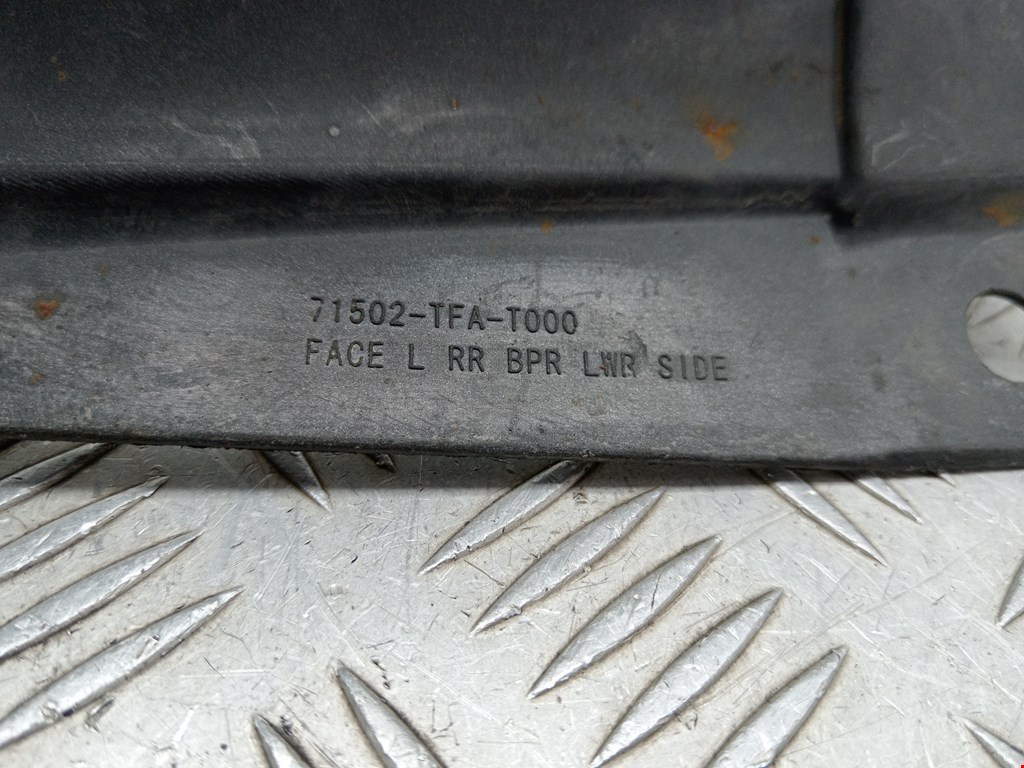 71502-TFA-T000
FACE L RR BPR LWR SIDE